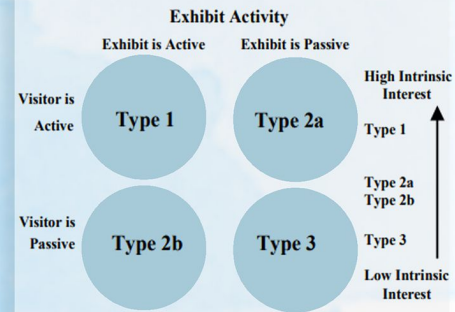 Exhibit Activity
Exhibit is Active Exhibit is Passive
Visitor is
Active
Type 1
Type 2a
Visitor is
Passive
Type 2b
Type 3
High Intrinsic
Interest
Type 1
Type 2a
Type 2b
Type 3
Low Intrinsic
Interest